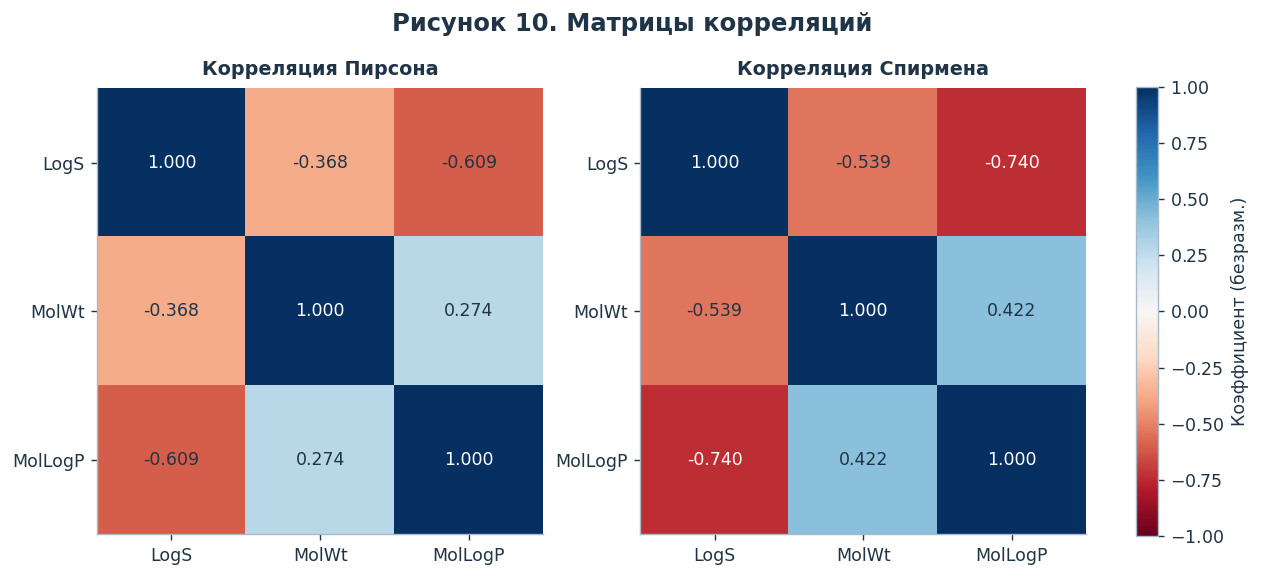 Рисунок 10. Матрицы корреляций
Корреляция Пирсона
LogS 1.000 -0.368 -0.609
MolWt -0.368 1.000 0.274
MolLogP -0.609 0.274 1.000
LogS MolWt MolLogP
Корреляция Спирмена
LogS 1.000 -0.539 -0.740
MolWt -0.539 1.000 0.422
MolLogP -0.740 0.422 1.000
LogS MolWt MolLogP
1.00
0.75
0.50
0.25
0.00
−0.25
−0.50
−0.75
−1.00
Коэффициент (безразм.)